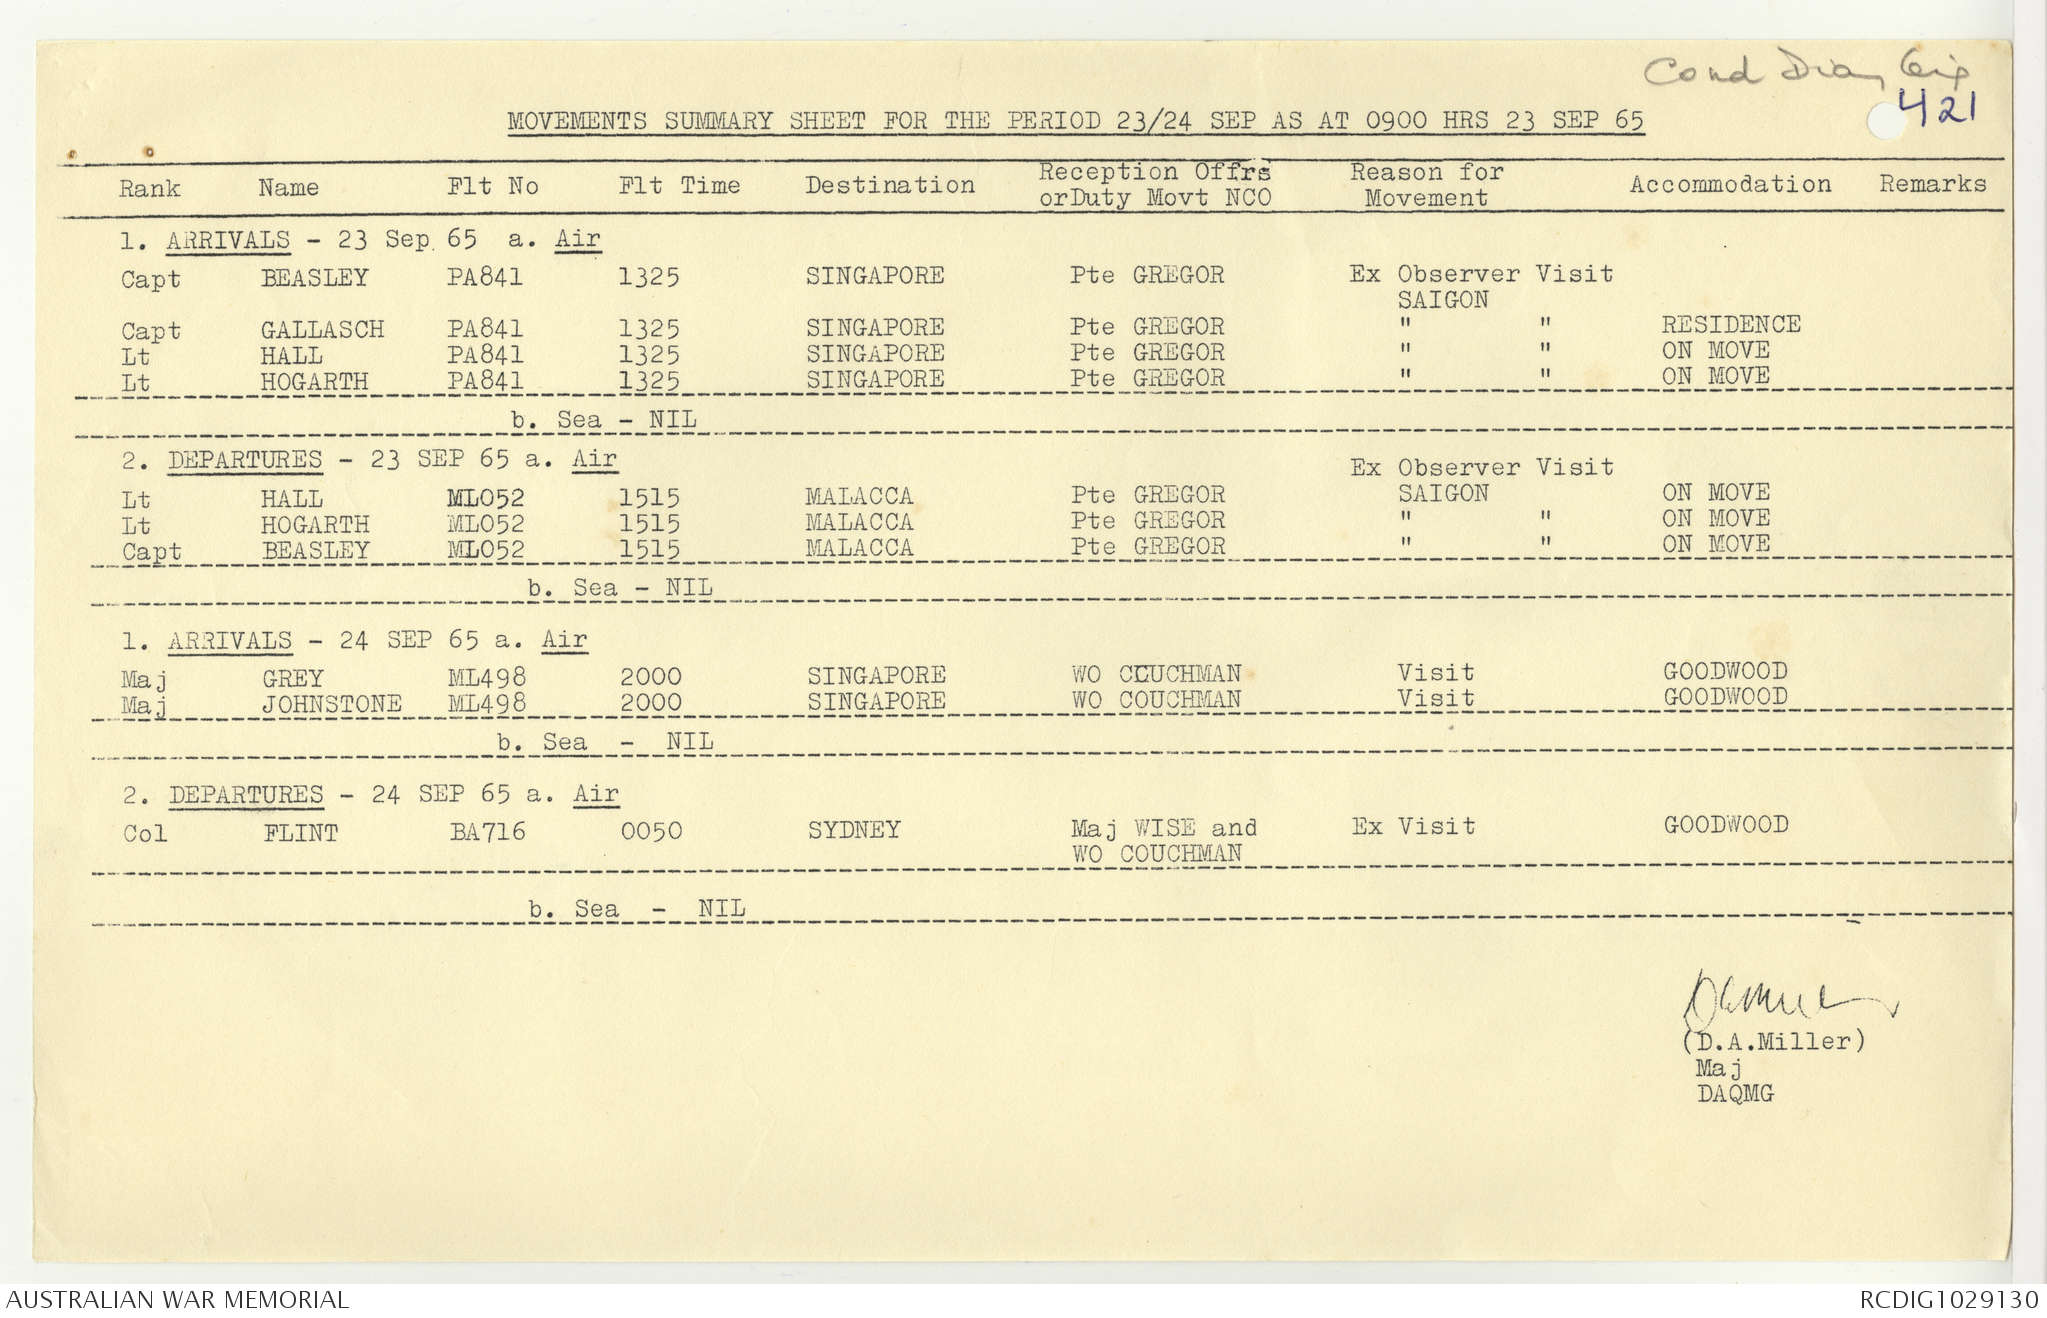 Cond Diary
421
MOVEMENTS SUMMARY SHEET FOR THE PERIOD 23/24 SEP AS AT 0900 HRS 23 SEP 65
Rank Name Flt No Flt Time Destination Reception Offrs orDuty Movt NCO Reason for Movement Accommodation Remarks
1. ARRIVALS - 23 Sep 65 a. Air
Capt BEASLEY PA841 1325 SINGAPORE Pte GREGOR Ex Observer Visit
SAIGON
Capt GALLASCH PA841 1325 SINGAPORE Pte GREGOR " " RESIDENCE
Lt HALL PA841 1325 SINGAPORE Pte GREGOR " " ON MOVE
Lt HOGARTH PA841 1325 SINGAPORE Pte GREGOR " " ON MOVE
b. Sea - NIL
2. DEPARTURES - 23 SEP 65 a. Air
Ex Observer Visit
Lt HALL ML052 1515 MALACCA Pte GREGOR SAIGON ON MOVE
Lt HOGARTH ML052 1515 MALACCA Pte GREGOR " " ON MOVE
Capt BEASLEY ML052 1515 MALACCA Pte GREGOR " " ON MOVE
b. Sea - NIL
1. ARRIVALS - 24 SEP 65 a. Air
Maj GREY ML498 2000 SINGAPORE WO CCUCHMAN Visit GOODWOOD
Maj JOHNSTONE ML498 2000 SINGAPORE WO COUCHMAN Visit GOODWOOD
b. Sea - NIL
2. DEPARTURES - 24 SEP 65 a. Air
Col FLINT BA716 0050 SYDNEY Maj WISE and Ex Visit GOODWOOD
WO COUCHMAN
b. Sea - NIL
(D.A.Miller)
Maj
DAQMG
AUSTRALIAN WAR MEMORIAL RCDIG1029130